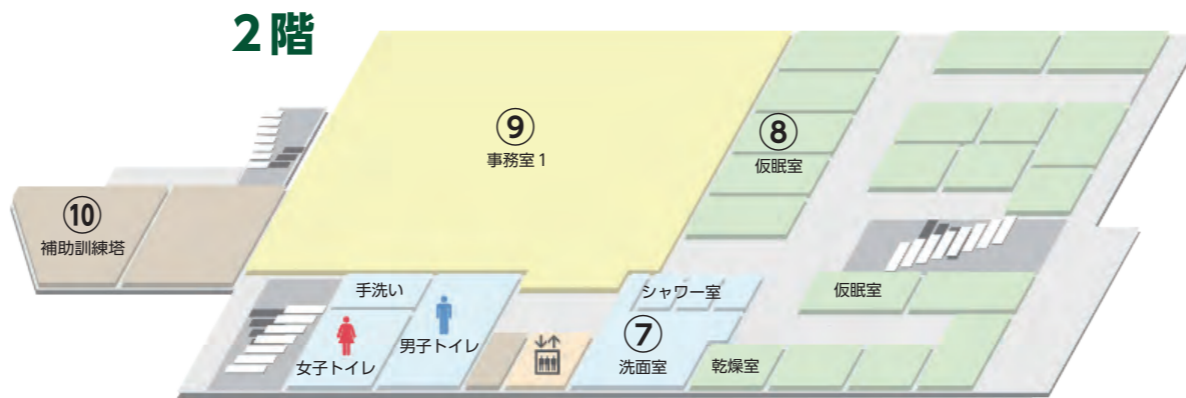 2階
⑨
事務室1
⑧
仮眠室
⑩
補助訓練塔
手洗い
シャワー室
仮眠室
女子トイレ
男子トイレ
⑦
洗面室
乾燥室